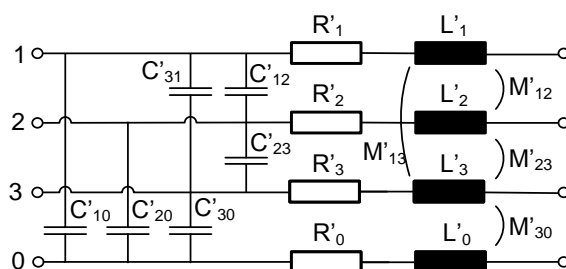 R'₁ L'₁
1
C'₃₁ C'₁₂
R'₂ L'₂ M'₁₂
2
C'₂₃ M'₁₃ R'₃ L'₃ M'₂₃
3
C'₁₀ C'₂₀ C'₃₀ R'₀ L'₀ M'₃₀
0